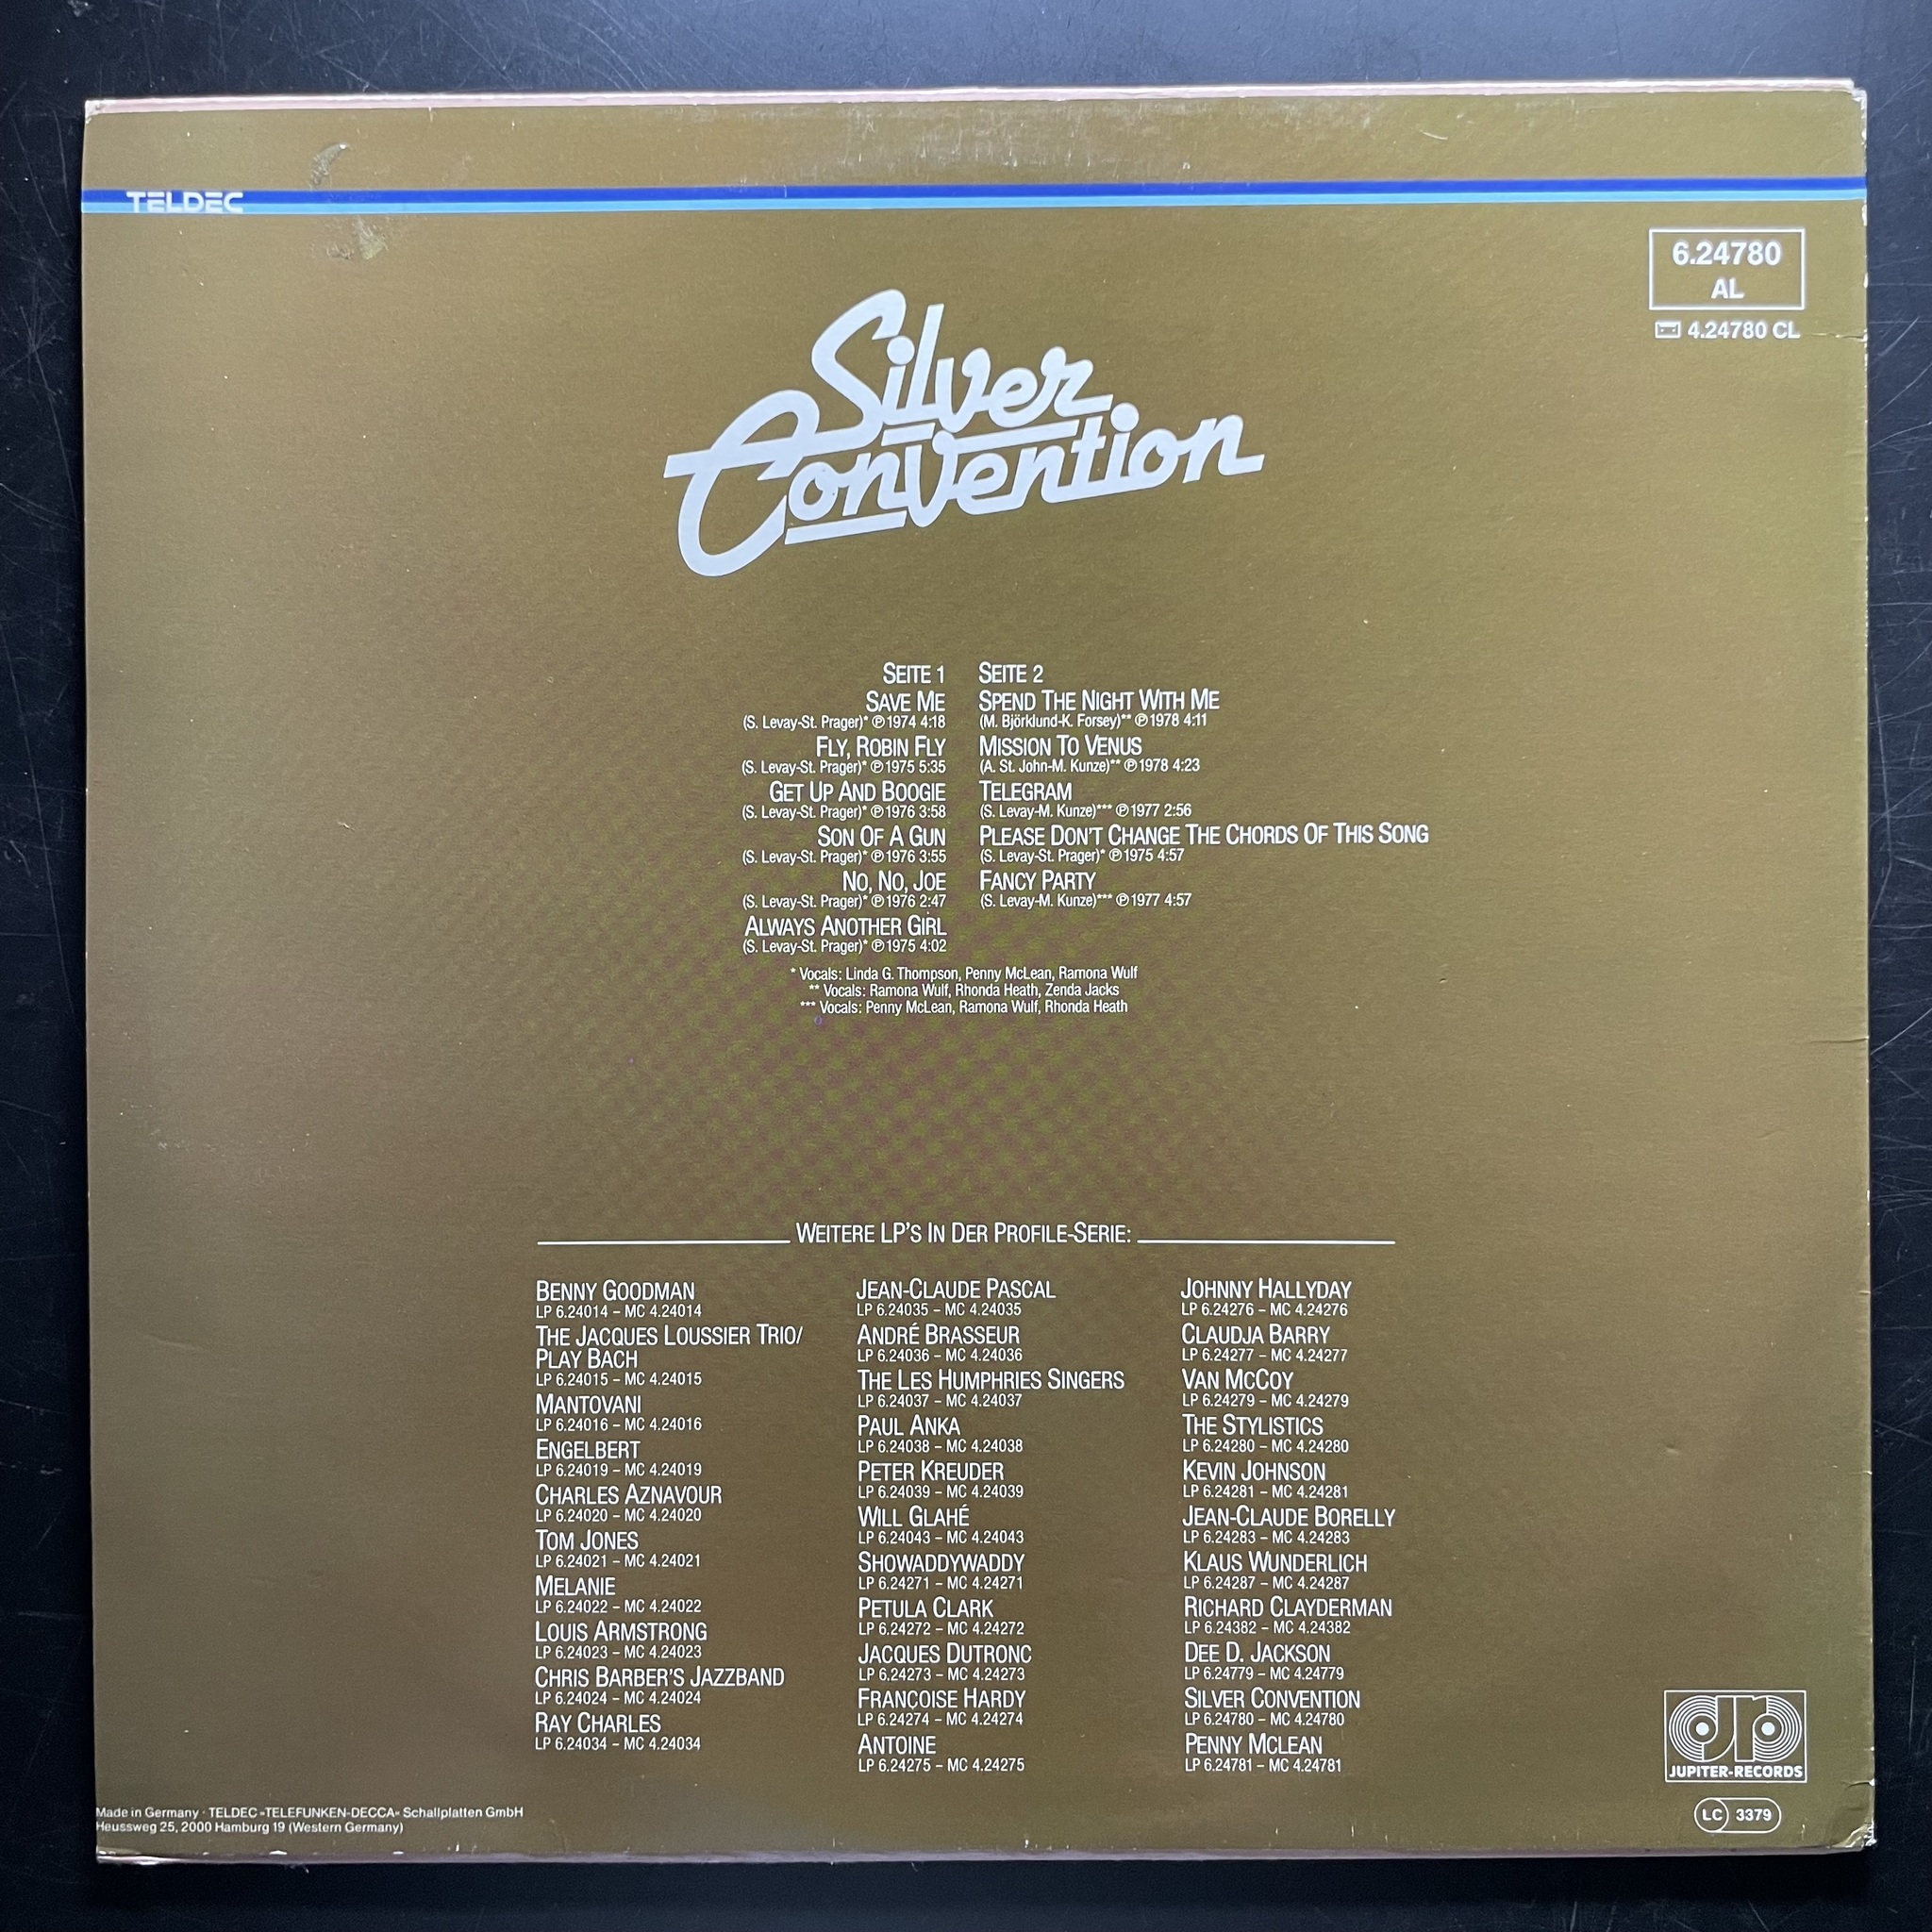 TELDEC
6.24780
AL
4.24780 CL
Silver
Convention
SEITE 1
SAVE ME
(S. Levay-St. Prager)* ℗ 1974 4:18
FLY, ROBIN FLY
(S. Levay-St. Prager)* ℗ 1975 5:35
GET UP AND BOOGIE
(S. Levay-St. Prager)* ℗ 1976 3:58
SON OF A GUN
(S. Levay-St. Prager)* ℗ 1976 3:55
NO, NO, JOE
(S. Levay-St. Prager)* ℗ 1976 2:47
ALWAYS ANOTHER GIRL
(S. Levay-St. Prager)* ℗ 1975 4:02
SEITE 2
SPEND THE NIGHT WITH ME
(M. Björklund-K. Forsey)** ℗ 1978 4:11
MISSION TO VENUS
(A. St. John-M. Kunze)** ℗ 1978 4:23
TELEGRAM
(S. Levay-M. Kunze)*** ℗ 1977 2:56
PLEASE DON'T CHANGE THE CHORDS OF THIS SONG
(S. Levay-St. Prager)* ℗ 1975 4:57
FANCY PARTY
(S. Levay-M. Kunze)*** ℗ 1977 4:57
* Vocals: Linda G. Thompson, Penny McLean, Ramona Wulf
** Vocals: Ramona Wulf, Rhonda Heath, Zenda Jacks
*** Vocals: Penny McLean, Ramona Wulf, Rhonda Heath
WEITERE LP'S IN DER PROFILE-SERIE:
BENNY GOODMAN
LP 6.24014 – MC 4.24014
THE JACQUES LOUSSIER TRIO/
PLAY BACH
LP 6.24015 – MC 4.24015
MANTOVANI
LP 6.24016 – MC 4.24016
ENGELBERT
LP 6.24019 – MC 4.24019
CHARLES AZNAVOUR
LP 6.24020 – MC 4.24020
TOM JONES
LP 6.24021 – MC 4.24021
MELANIE
LP 6.24022 – MC 4.24022
LOUIS ARMSTRONG
LP 6.24023 – MC 4.24023
CHRIS BARBER'S JAZZBAND
LP 6.24024 – MC 4.24024
RAY CHARLES
LP 6.24034 – MC 4.24034
JEAN-CLAUDE PASCAL
LP 6.24035 – MC 4.24035
ANDRÉ BRASSEUR
LP 6.24036 – MC 4.24036
THE LES HUMPHRIES SINGERS
LP 6.24037 – MC 4.24037
PAUL ANKA
LP 6.24038 – MC 4.24038
PETER KREUDER
LP 6.24039 – MC 4.24039
WILL GLAHÉ
LP 6.24043 – MC 4.24043
SHOWADDYWADDY
LP 6.24271 – MC 4.24271
PETULA CLARK
LP 6.24272 – MC 4.24272
JACQUES DUTRONC
LP 6.24273 – MC 4.24273
FRANÇOISE HARDY
LP 6.24274 – MC 4.24274
ANTOINE
LP 6.24275 – MC 4.24275
JOHNNY HALLYDAY
LP 6.24276 – MC 4.24276
CLAUDJA BARRY
LP 6.24277 – MC 4.24277
VAN MCCOY
LP 6.24279 – MC 4.24279
THE STYLISTICS
LP 6.24280 – MC 4.24280
KEVIN JOHNSON
LP 6.24281 – MC 4.24281
JEAN-CLAUDE BORELLY
LP 6.24283 – MC 4.24283
KLAUS WUNDERLICH
LP 6.24287 – MC 4.24287
RICHARD CLAYDERMAN
LP 6.24382 – MC 4.24382
DEE D. JACKSON
LP 6.24779 – MC 4.24779
SILVER CONVENTION
LP 6.24780 – MC 4.24780
PENNY MCLEAN
LP 6.24781 – MC 4.24781
jr
JUPITER-RECORDS
LC 3379
Made in Germany · TELDEC »TELEFUNKEN-DECCA« Schallplatten GmbH
Heussweg 25, 2000 Hamburg 19 (Western Germany)